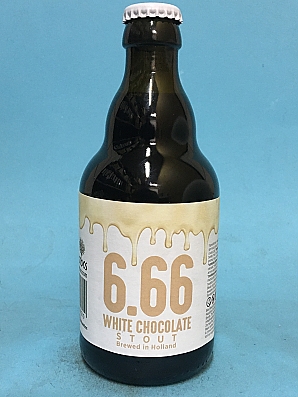 6.66
WHITE CHOCOLATE
STOUT
Brewed in Holland